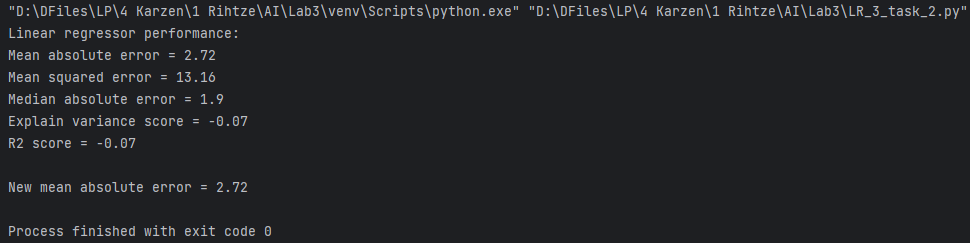 "D:\DFiles\LP\4 Karzen\1 Rihtze\AI\Lab3\venv\Scripts\python.exe" "D:\DFiles\LP\4 Karzen\1 Rihtze\AI\Lab3\LR_3_task_2.py"
Linear regressor performance:
Mean absolute error = 2.72
Mean squared error = 13.16
Median absolute error = 1.9
Explain variance score = -0.07
R2 score = -0.07
New mean absolute error = 2.72
Process finished with exit code 0